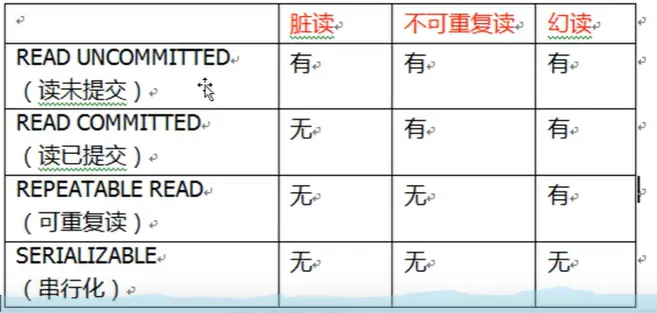 脏读 不可重复读 幻读
READ UNCOMMITTED
（读未提交） 有 有 有
READ COMMITTED
（读已提交） 无 有 有
REPEATABLE READ
（可重复读） 无 无 有
SERIALIZABLE
（串行化） 无 无 无